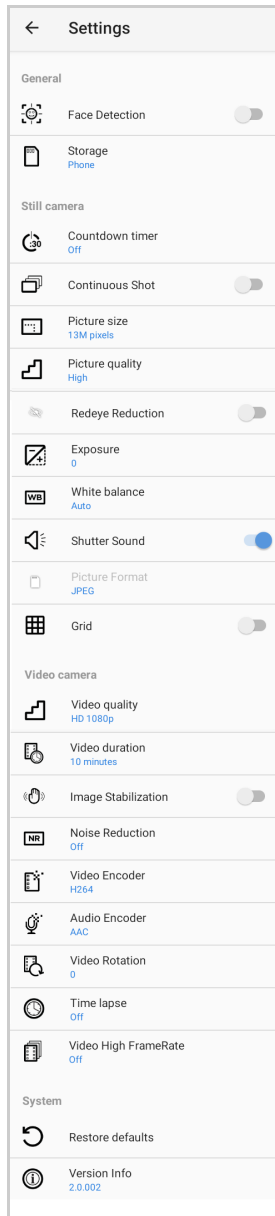 Settings
General
Face Detection
Storage
Phone
Still camera
:30
Countdown timer
Off
Continuous Shot
Picture size
13M pixels
Picture quality
High
Redeye Reduction
Exposure
0
WB
White balance
Auto
Shutter Sound
Picture Format
JPEG
Grid
Video camera
Video quality
HD 1080p
Video duration
10 minutes
Image Stabilization
NR
Noise Reduction
Off
Video Encoder
H264
Audio Encoder
AAC
Video Rotation
0
Time lapse
Off
Video High FrameRate
Off
System
Restore defaults
Version Info
2.0.002